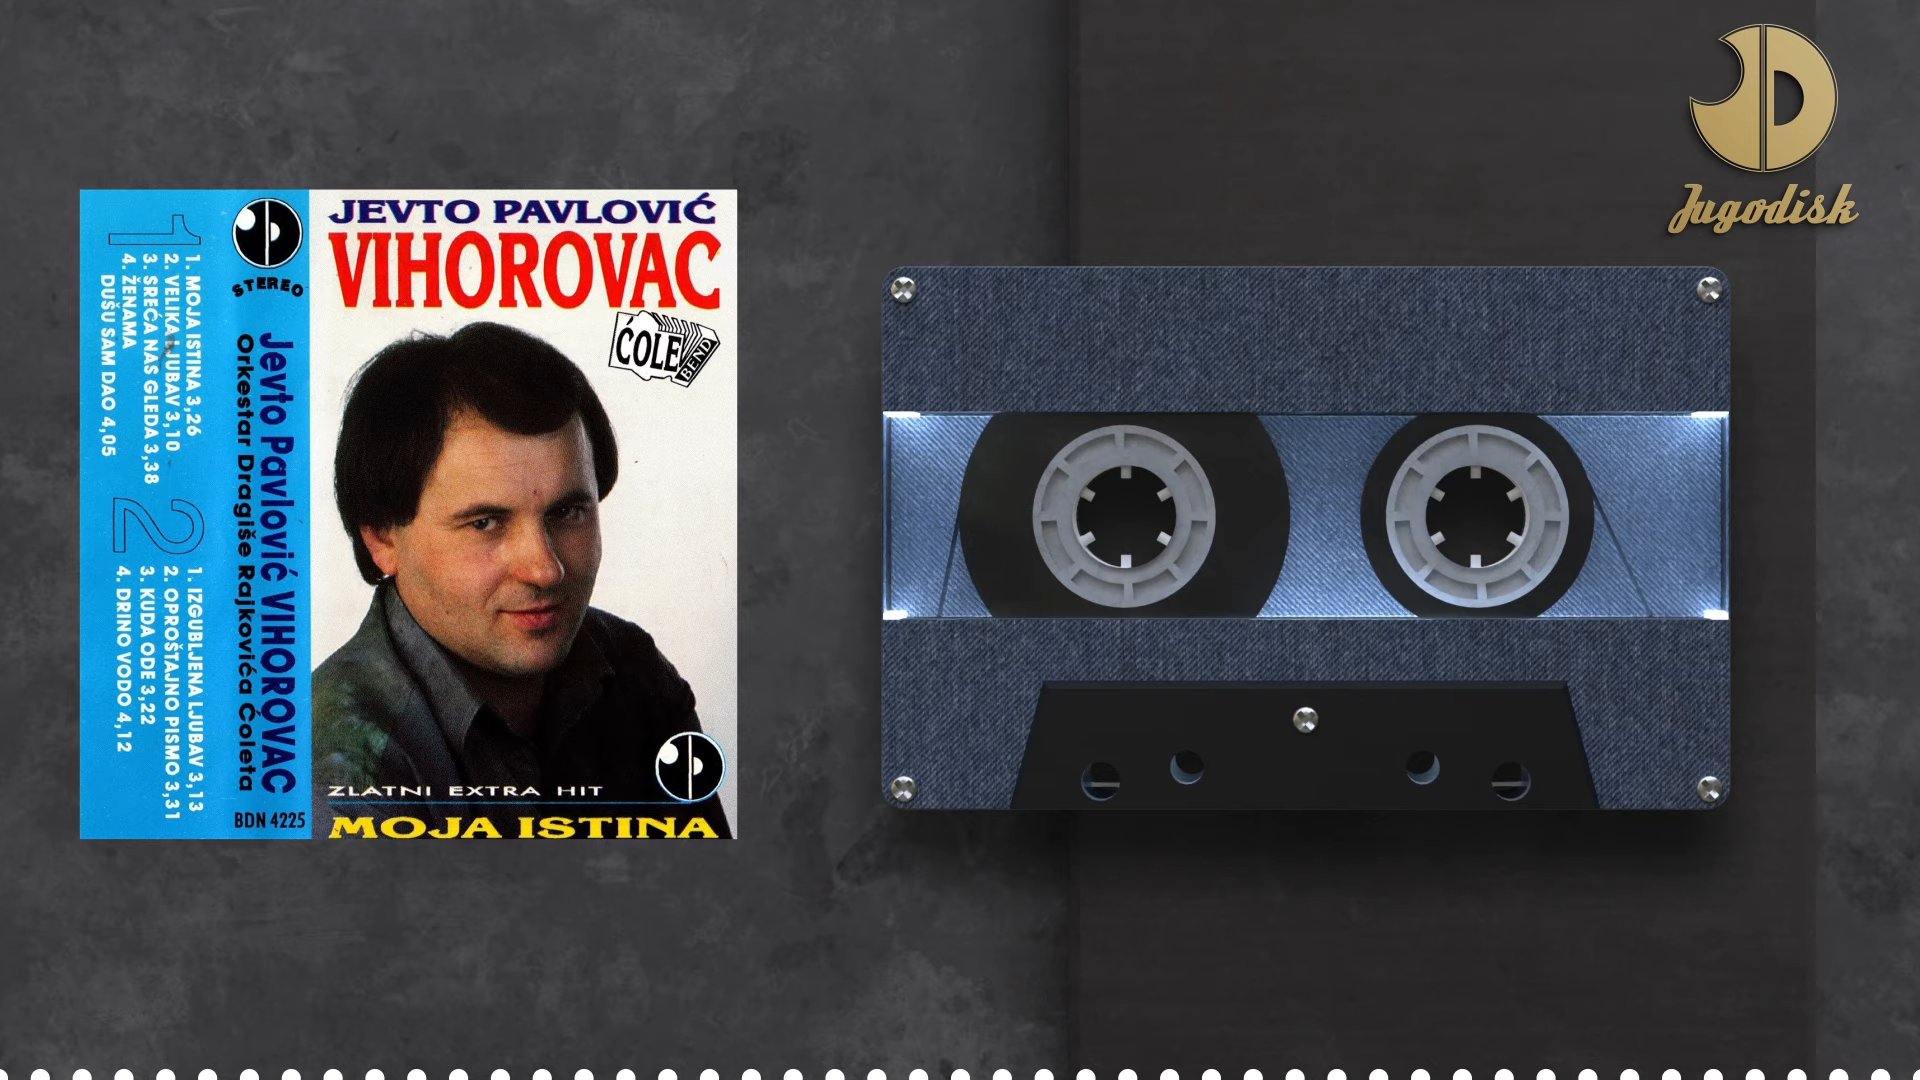 1
1. MOJA ISTINA 3,26
2. VELIKA LJUBAV 3,10
3. SREĆA NAS GLEDA 3,38
4. ŽENAMA
DUŠU SAM DAO 4,05
2
1. IZGUBLJENA LJUBAV 3,13
2. OPROŠTAJNO PISMO 3,31
3. KUDA ODE 3,22
4. DRINO VODO 4,12
STEREO
Jevto Pavlović VIHOROVAC
Orkestar Dragiše Rajkovića Ćoleta
BDN 4225
JEVTO PAVLOVIĆ
VIHOROVAC
ĆOLE
BEND
ZLATNI EXTRA HIT
MOJA ISTINA
Jugodisk